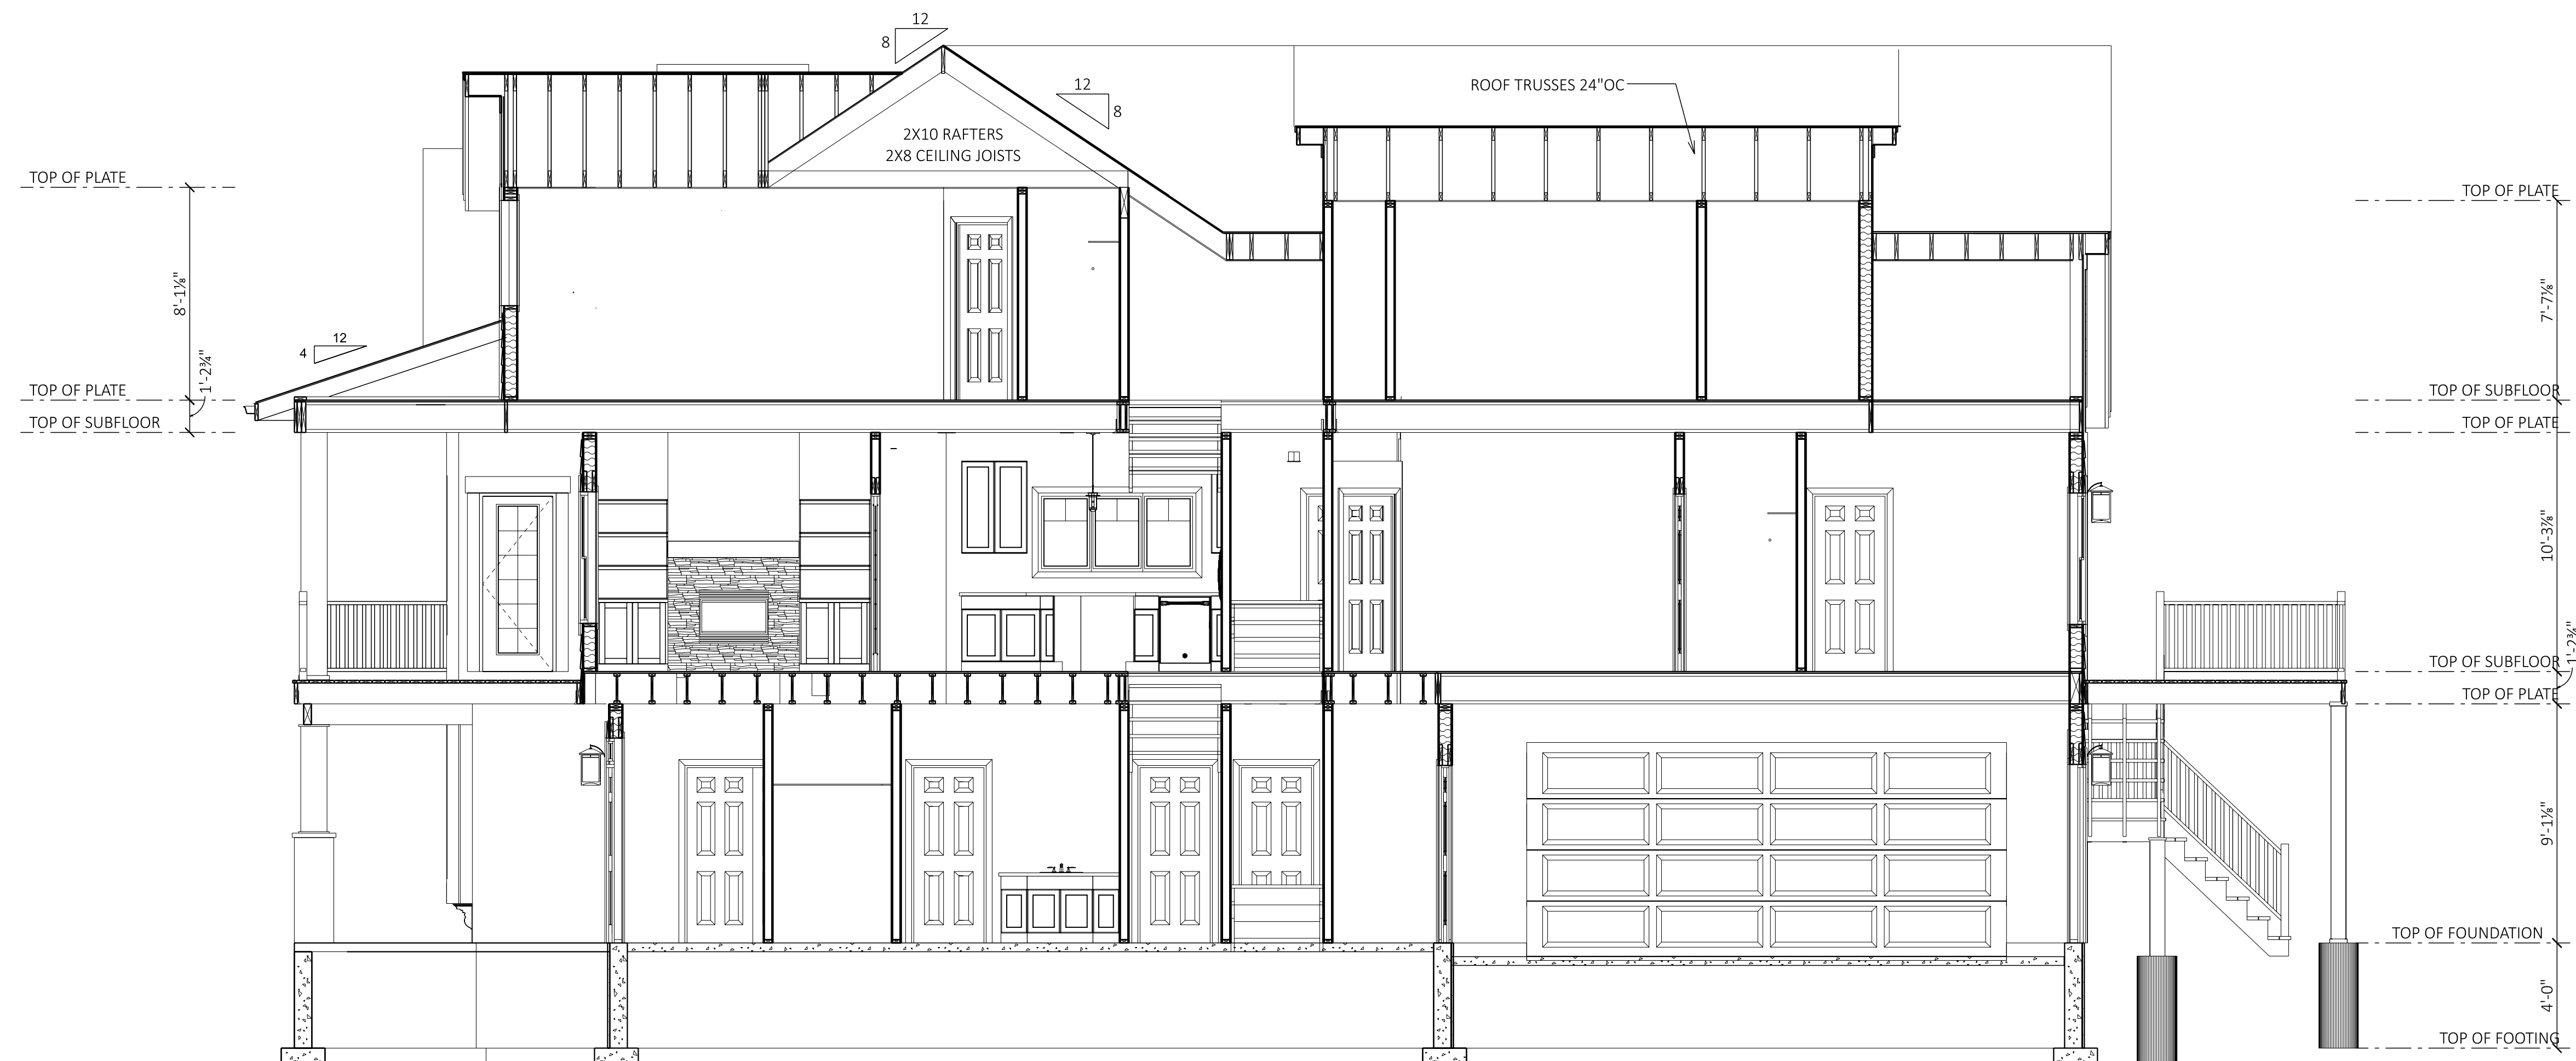 12
8
12
8
ROOF TRUSSES 24"OC
2X10 RAFTERS
2X8 CEILING JOISTS
TOP OF PLATE
8'-1⅛"
12
4
1'-2¾"
TOP OF PLATE
TOP OF SUBFLOOR
TOP OF PLATE
7'-7⅛"
TOP OF SUBFLOOR
TOP OF PLATE
10'-3⅞"
1'-2¾"
TOP OF SUBFLOOR
TOP OF PLATE
9'-1⅛"
TOP OF FOUNDATION
4'-0"
TOP OF FOOTING